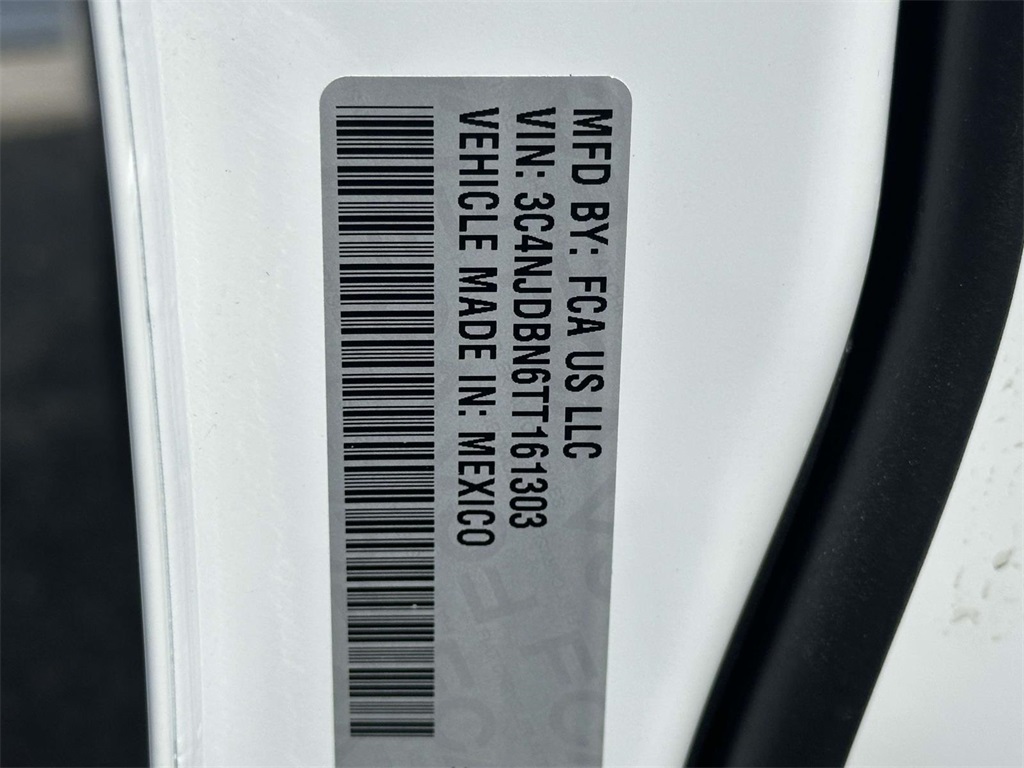 MFD BY: FCA US LLC
VIN: 3C4NJDBN6TT161303
VEHICLE MADE IN: MEXICO